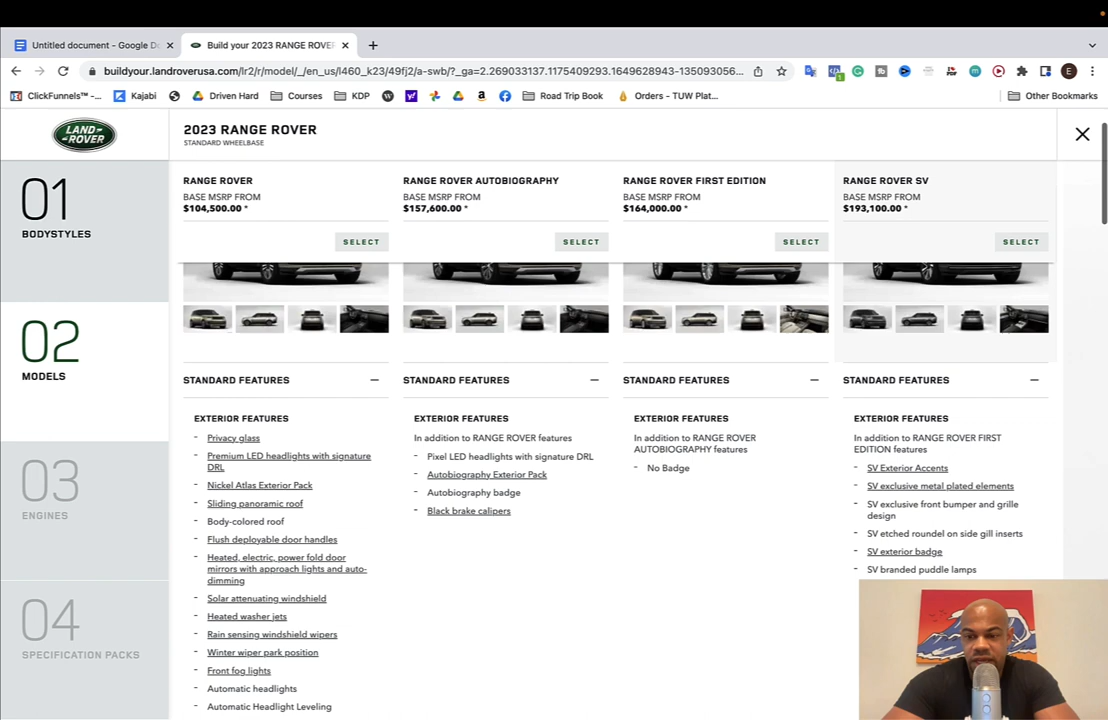 Untitled document - Google Do
Build your 2023 RANGE ROVER
buildyour.landroverusa.com/lr2/r/model/_/en_us/l460_k23/49fj2/a-swb/?_ga=2.269033137.1175409293.1649628943-135093056...
E
ClickFunnels™ -...
Kajabi
Driven Hard
Courses
KDP
Road Trip Book
Orders - TUW Plat...
Other Bookmarks
LAND-
ROVER
2023 RANGE ROVER
STANDARD WHEELBASE
01
BODYSTYLES
02
MODELS
03
ENGINES
04
SPECIFICATION PACKS
RANGE ROVER
BASE MSRP FROM
$104,500.00 *
SELECT
RANGE ROVER AUTOBIOGRAPHY
BASE MSRP FROM
$157,600.00 *
SELECT
RANGE ROVER FIRST EDITION
BASE MSRP FROM
$164,000.00 *
SELECT
RANGE ROVER SV
BASE MSRP FROM
$193,100.00 *
SELECT
STANDARD FEATURES
EXTERIOR FEATURES
- Privacy glass
- Premium LED headlights with signature
DRL
- Nickel Atlas Exterior Pack
- Sliding panoramic roof
- Body-colored roof
- Flush deployable door handles
- Heated, electric, power fold door
mirrors with approach lights and auto-
dimming
- Solar attenuating windshield
- Heated washer jets
- Rain sensing windshield wipers
- Winter wiper park position
- Front fog lights
- Automatic headlights
- Automatic Headlight Leveling
STANDARD FEATURES
EXTERIOR FEATURES
In addition to RANGE ROVER features
- Pixel LED headlights with signature DRL
- Autobiography Exterior Pack
- Autobiography badge
- Black brake calipers
STANDARD FEATURES
EXTERIOR FEATURES
In addition to RANGE ROVER
AUTOBIOGRAPHY features
- No Badge
STANDARD FEATURES
EXTERIOR FEATURES
In addition to RANGE ROVER FIRST
EDITION features
- SV Exterior Accents
- SV exclusive metal plated elements
- SV exclusive front bumper and grille
design
- SV etched roundel on side gill inserts
- SV exterior badge
- SV branded puddle lamps